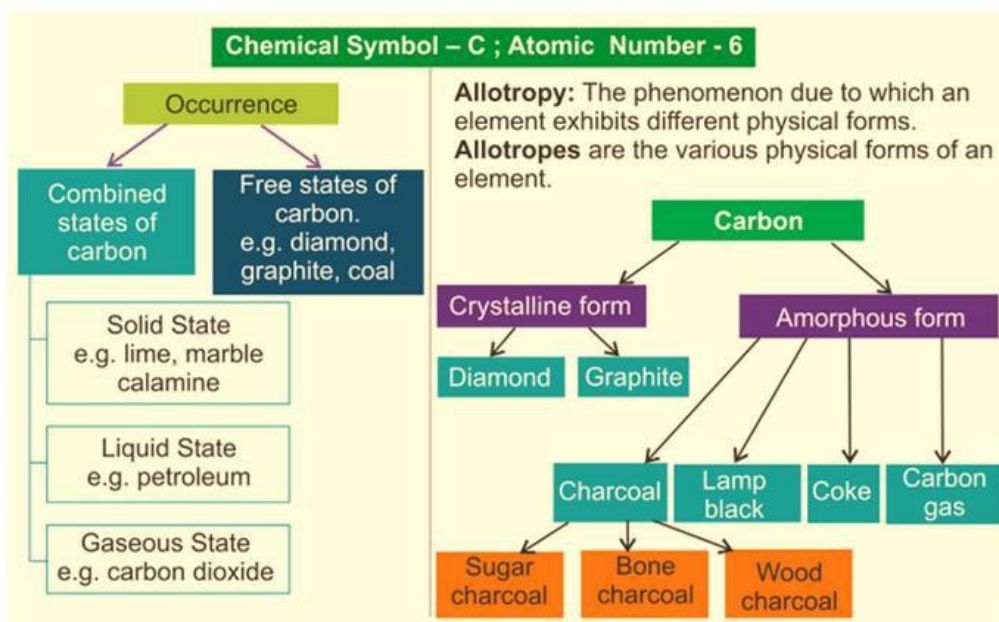 Chemical Symbol – C ; Atomic Number - 6
Occurrence
Combined
states of
carbon
Free states of
carbon.
e.g. diamond,
graphite, coal
Solid State
e.g. lime, marble
calamine
Liquid State
e.g. petroleum
Gaseous State
e.g. carbon dioxide
Allotropy: The phenomenon due to which an
element exhibits different physical forms.
Allotropes are the various physical forms of an
element.
Carbon
Crystalline form
Amorphous form
Diamond
Graphite
Charcoal
Lamp
black
Coke
Carbon
gas
Sugar
charcoal
Bone
charcoal
Wood
charcoal